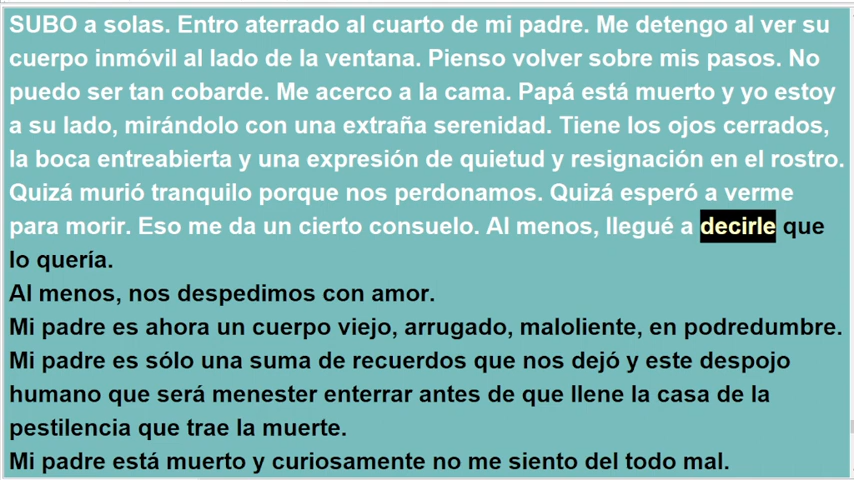 SUBO a solas. Entro aterrado al cuarto de mi padre. Me detengo al ver su
cuerpo inmóvil al lado de la ventana. Pienso volver sobre mis pasos. No
puedo ser tan cobarde. Me acerco a la cama. Papá está muerto y yo estoy
a su lado, mirándolo con una extraña serenidad. Tiene los ojos cerrados,
la boca entreabierta y una expresión de quietud y resignación en el rostro.
Quizá murió tranquilo porque nos perdonamos. Quizá esperó a verme
para morir. Eso me da un cierto consuelo. Al menos, llegué a decirle que
lo quería.
Al menos, nos despedimos con amor.
Mi padre es ahora un cuerpo viejo, arrugado, maloliente, en podredumbre.
Mi padre es sólo una suma de recuerdos que nos dejó y este despojo
humano que será menester enterrar antes de que llene la casa de la
pestilencia que trae la muerte.
Mi padre está muerto y curiosamente no me siento del todo mal.